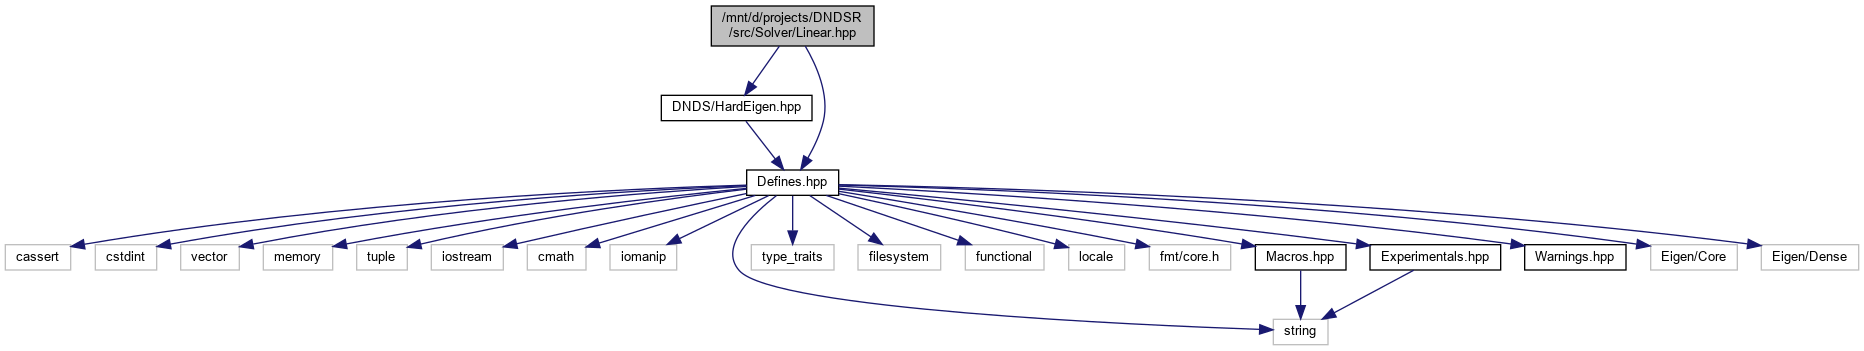 /mnt/d/projects/DNDSR
/src/Solver/Linear.hpp
DNDS/HardEigen.hpp
Defines.hpp
cassert
cstdint
vector
memory
tuple
iostream
cmath
iomanip
type_traits
filesystem
functional
locale
fmt/core.h
Macros.hpp
Experimentals.hpp
Warnings.hpp
Eigen/Core
Eigen/Dense
string